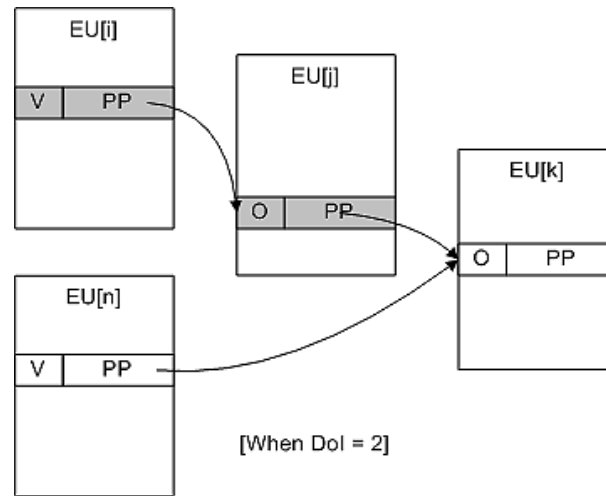 EU[i]
V PP
EU[j]
O PP
EU[k]
O PP
EU[n]
V PP
[When DoI = 2]